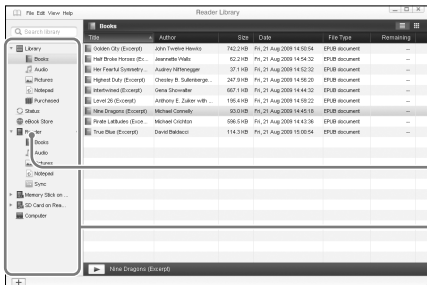 File Edit View Help
Reader Library
Search library
Library
Books
Audio
Pictures
Notepad
Purchased
Status
eBook Store
Reader
Books
Audio
Pictures
Notepad
Sync
Memory Stick on ...
SD Card on Rea...
Computer
Books
Title Author Size Date File Type Remaining
Golden City (Excerpt) John Twelve Hawks 742.2 KB Fri, 21 Aug 2009 14:50:54 EPUB document --
Half Broke Horses (Ex... Jeannette Walls 62.2 KB Fri, 21 Aug 2009 14:54:32 EPUB document --
Her Fearful Symmetry... Audrey Niffenegger 37.1 KB Fri, 21 Aug 2009 14:52:32 EPUB document --
Highest Duty (Excerpt) Chesley B. Sullenberge... 247.9 KB Fri, 21 Aug 2009 14:56:20 EPUB document --
Intertwined (Excerpt) Gena Showalter 667.1 KB Fri, 21 Aug 2009 14:44:32 EPUB document --
Level 26 (Excerpt) Anthony E. Zuiker with ... 195.4 KB Fri, 21 Aug 2009 14:59:22 EPUB document --
Nine Dragons (Excerpt) Michael Connelly 93.0 KB Fri, 21 Aug 2009 14:45:18 EPUB document --
Pirate Latitudes (Exce... Michael Crichton 596.5 KB Fri, 21 Aug 2009 14:43:36 EPUB document --
True Blue (Excerpt) David Baldacci 114.3 KB Fri, 21 Aug 2009 15:00:54 EPUB document --
Nine Dragons (Excerpt)